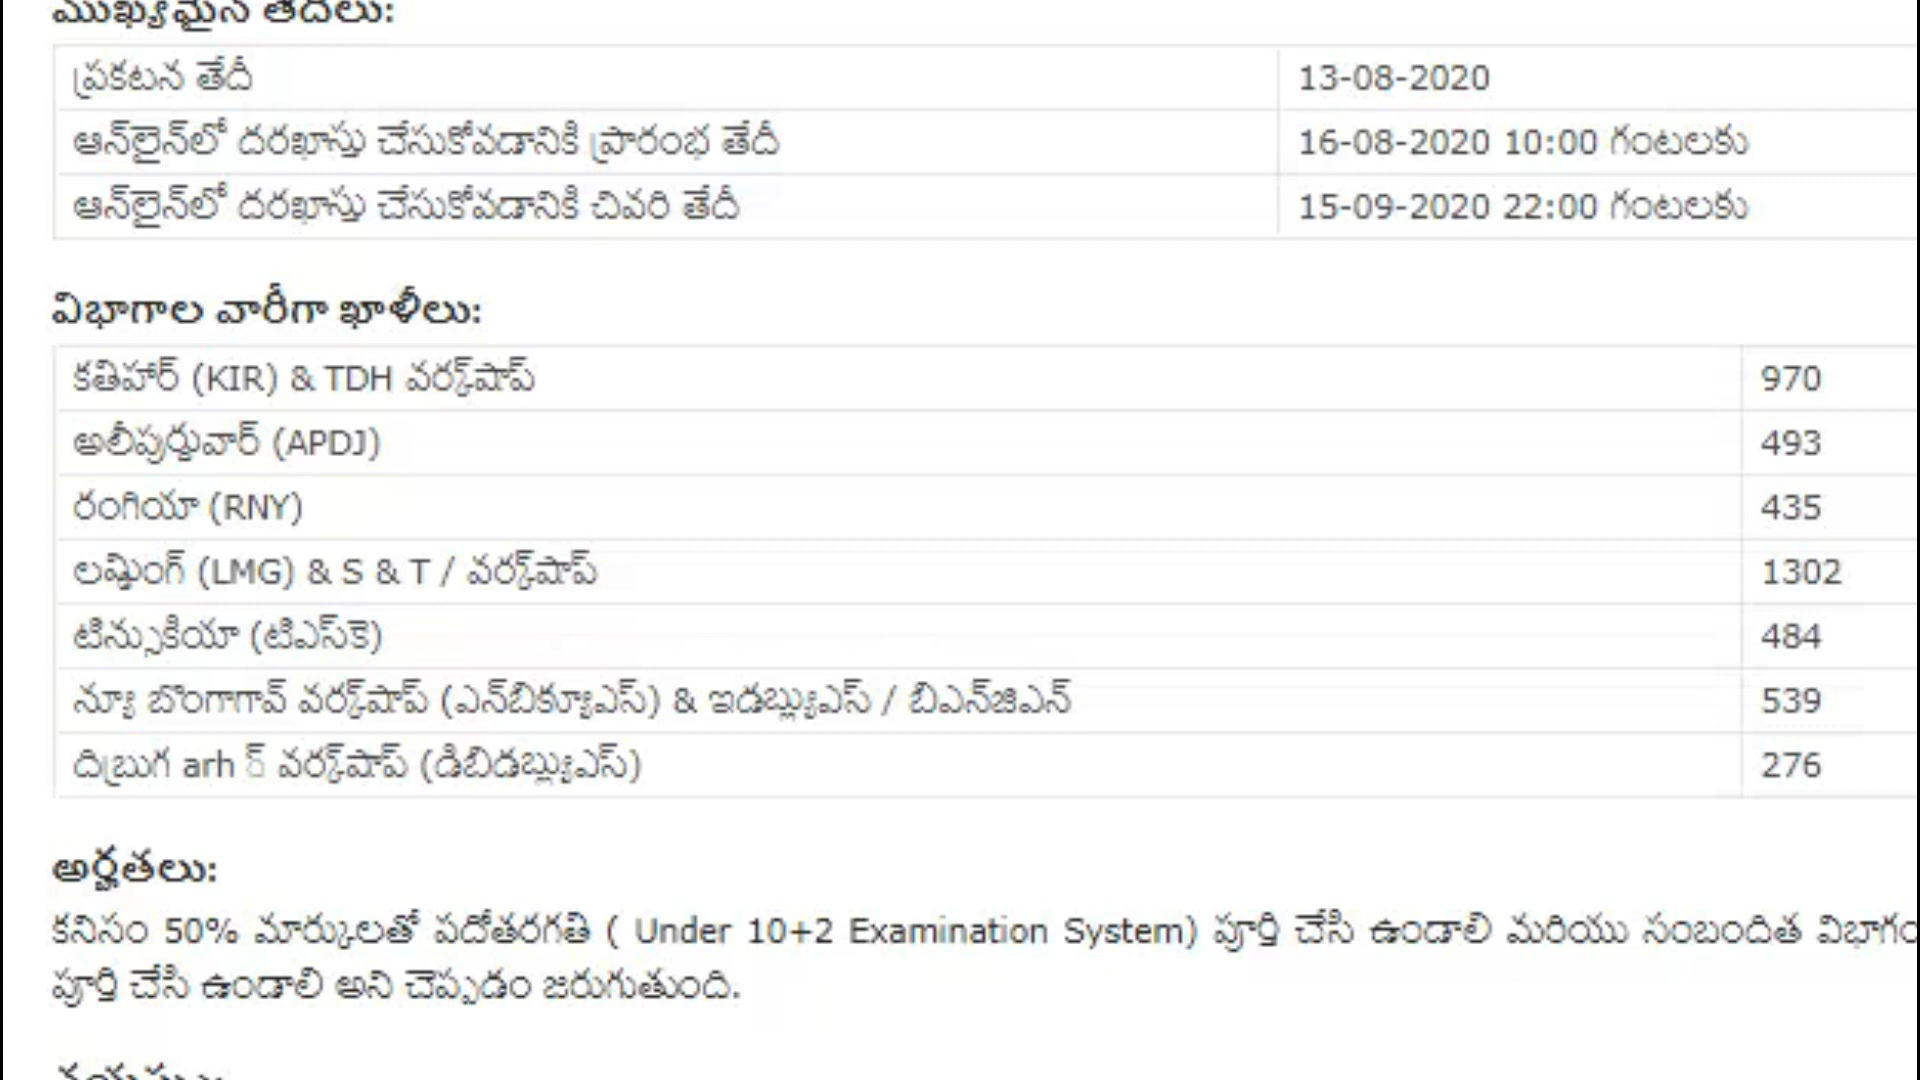 ముఖ్యమైన తేదీలు:
ప్రకటన తేదీ 13-08-2020
ఆన్‌లైన్‌లో దరఖాస్తు చేసుకోవడానికి ప్రారంభ తేదీ 16-08-2020 10:00 గంటలకు
ఆన్‌లైన్‌లో దరఖాస్తు చేసుకోవడానికి చివరి తేదీ 15-09-2020 22:00 గంటలకు
విభాగాల వారీగా ఖాళీలు:
కతిహార్ (KIR) & TDH వర్క్‌షాప్ 970
అలీపుర్దువార్ (APDJ) 493
రంగియా (RNY) 435
లమ్డింగ్ (LMG) & S & T / వర్క్‌షాప్ 1302
టిన్సుకియా (టిఎస్‌కె) 484
న్యూ బొంగాగావ్ వర్క్‌షాప్ (ఎన్‌బిక్యూఎస్) & ఇడబ్ల్యుఎస్ / బిఎన్‌జిఎన్ 539
దిబ్రుగ arh ్ వర్క్‌షాప్ (డిబిడబ్ల్యుఎస్) 276
అర్హతలు:
కనిసం 50% మార్కులతో పదోతరగతి ( Under 10+2 Examination System) పూర్తి చేసి ఉండాలి మరియు సంబందిత విభాగం
పూర్తి చేసి ఉండాలి అని చెప్పడం జరుగుతుంది.